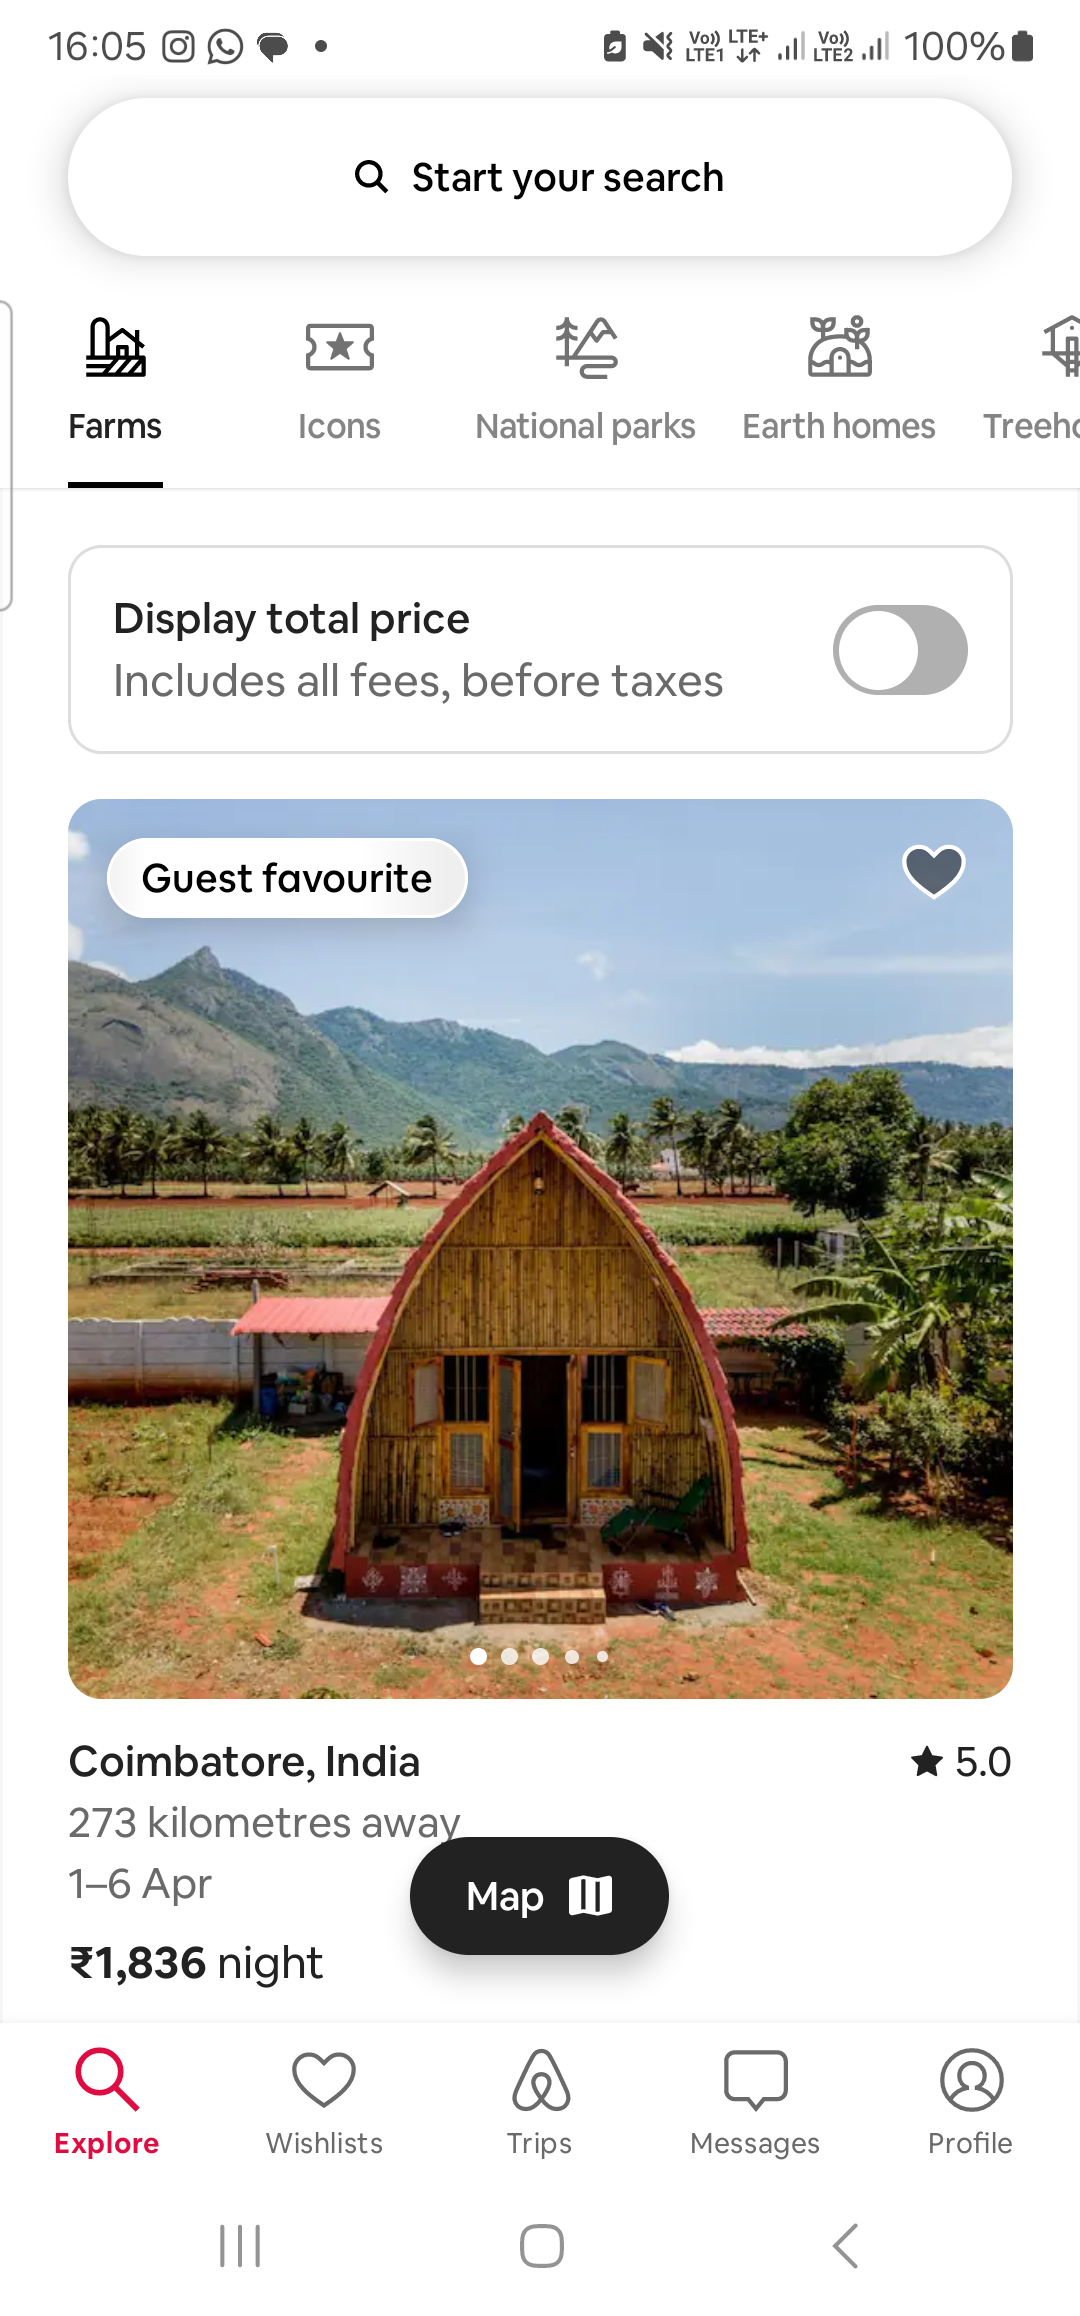 16:05
Vo)) LTE+
LTE1
Vo))
LTE2
100%
Start your search
Farms
Icons
National parks
Earth homes
Treeho
Display total price
Includes all fees, before taxes
Guest favourite
Coimbatore, India
5.0
273 kilometres away
1–6 Apr
Map
₹1,836 night
Explore
Wishlists
Trips
Messages
Profile